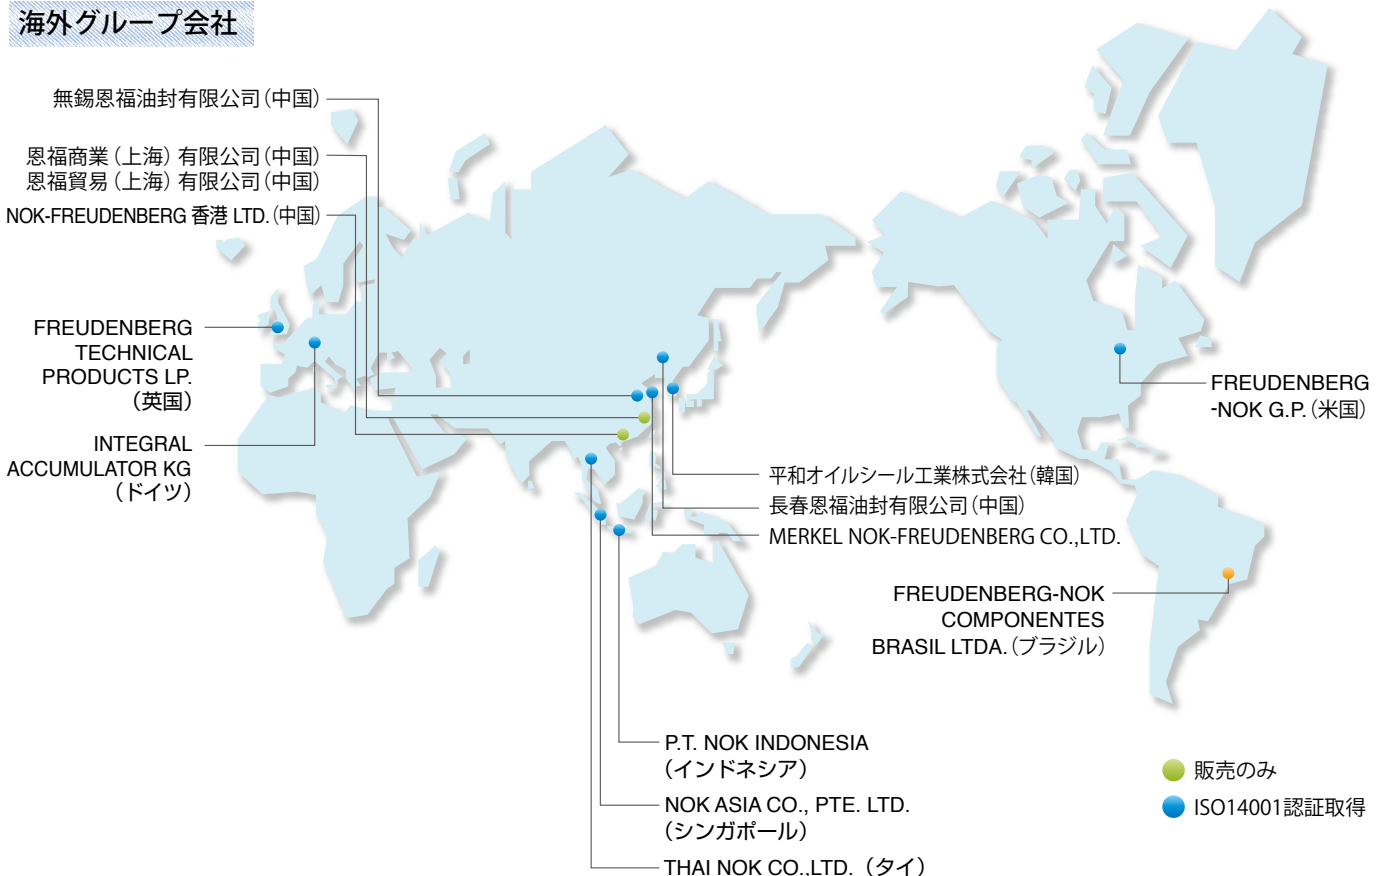 海外グループ会社
無錫恩福油封有限公司(中国)
恩福商業(上海)有限公司(中国)
恩福貿易(上海)有限公司(中国)
NOK-FREUDENBERG 香港 LTD.(中国)
FREUDENBERG
TECHNICAL
PRODUCTS LP.
(英国)
INTEGRAL
ACCUMULATOR KG
(ドイツ)
FREUDENBERG
-NOK G.P.(米国)
平和オイルシール工業株式会社(韓国)
長春恩福油封有限公司(中国)
MERKEL NOK-FREUDENBERG CO.,LTD.
FREUDENBERG-NOK
COMPONENTES
BRASIL LTDA.(ブラジル)
P.T. NOK INDONESIA
(インドネシア)
NOK ASIA CO., PTE. LTD.
(シンガポール)
THAI NOK CO.,LTD.(タイ)
販売のみ
ISO14001認証取得